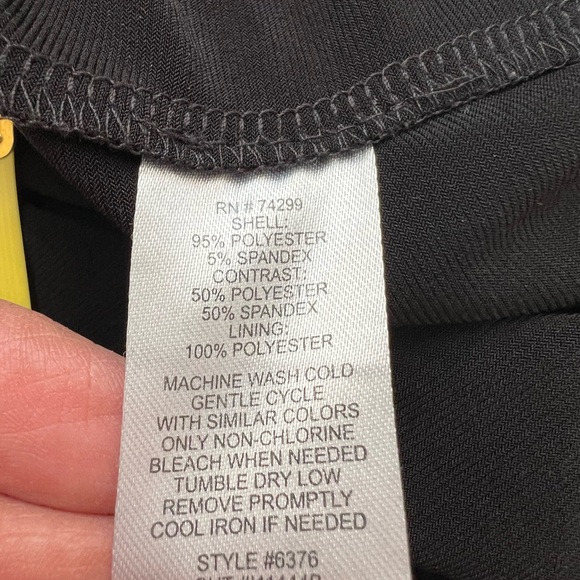 RN # 74299
SHELL:
95% POLYESTER
5% SPANDEX
CONTRAST:
50% POLYESTER
50% SPANDEX
LINING:
100% POLYESTER
MACHINE WASH COLD
GENTLE CYCLE
WITH SIMILAR COLORS
ONLY NON-CHLORINE
BLEACH WHEN NEEDED
TUMBLE DRY LOW
REMOVE PROMPTLY
COOL IRON IF NEEDED
STYLE #6376